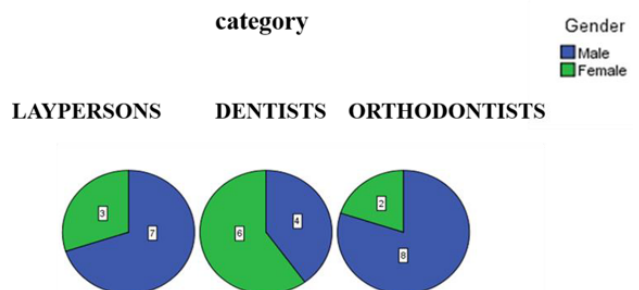 category
Gender
Male
Female
LAYPERSONS DENTISTS ORTHODONTISTS
3 7 6 4 2 8